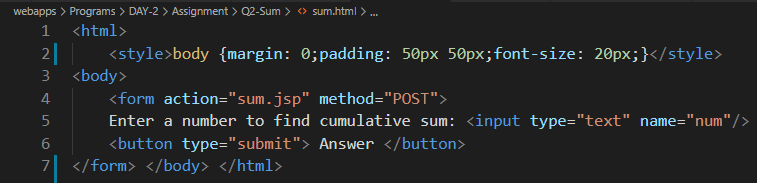 webapps > Programs > DAY-2 > Assignment > Q2-Sum > <> sum.html > ...
1 <html>
2 <style>body {margin: 0;padding: 50px 50px;font-size: 20px;}</style>
3 <body>
4 <form action="sum.jsp" method="POST">
5 Enter a number to find cumulative sum: <input type="text" name="num"/>
6 <button type="submit"> Answer </button>
7 </form> </body> </html>